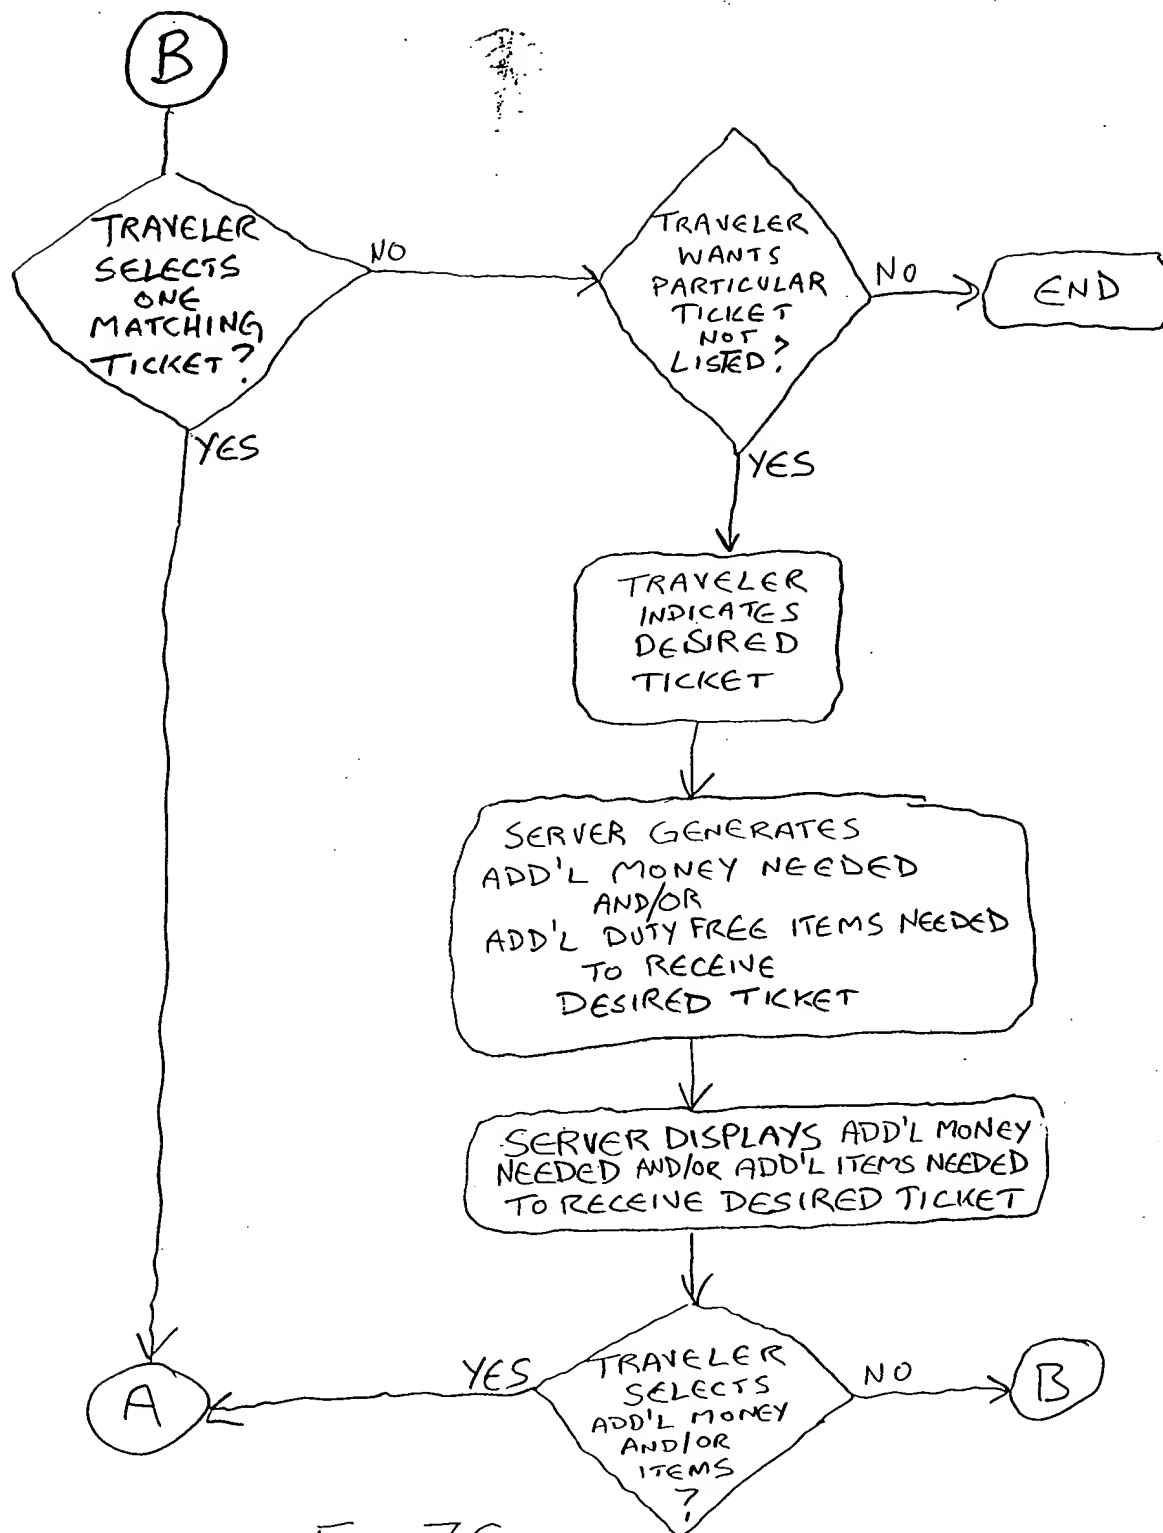 B
TRAVELER
SELECTS
ONE
MATCHING
TICKET?
NO
YES
TRAVELER
WANTS
PARTICULAR
TICKET
NOT
LISTED?
NO
END
YES
TRAVELER
INDICATES
DESIRED
TICKET
SERVER GENERATES
ADD'L MONEY NEEDED
AND/OR
ADD'L DUTY FREE ITEMS NEEDED
TO RECEIVE
DESIRED TICKET
SERVER DISPLAYS ADD'L MONEY
NEEDED AND/OR ADD'L ITEMS NEEDED
TO RECEIVE DESIRED TICKET
TRAVELER
SELECTS
ADD'L MONEY
AND/OR
ITEMS
?
YES
A
NO
B